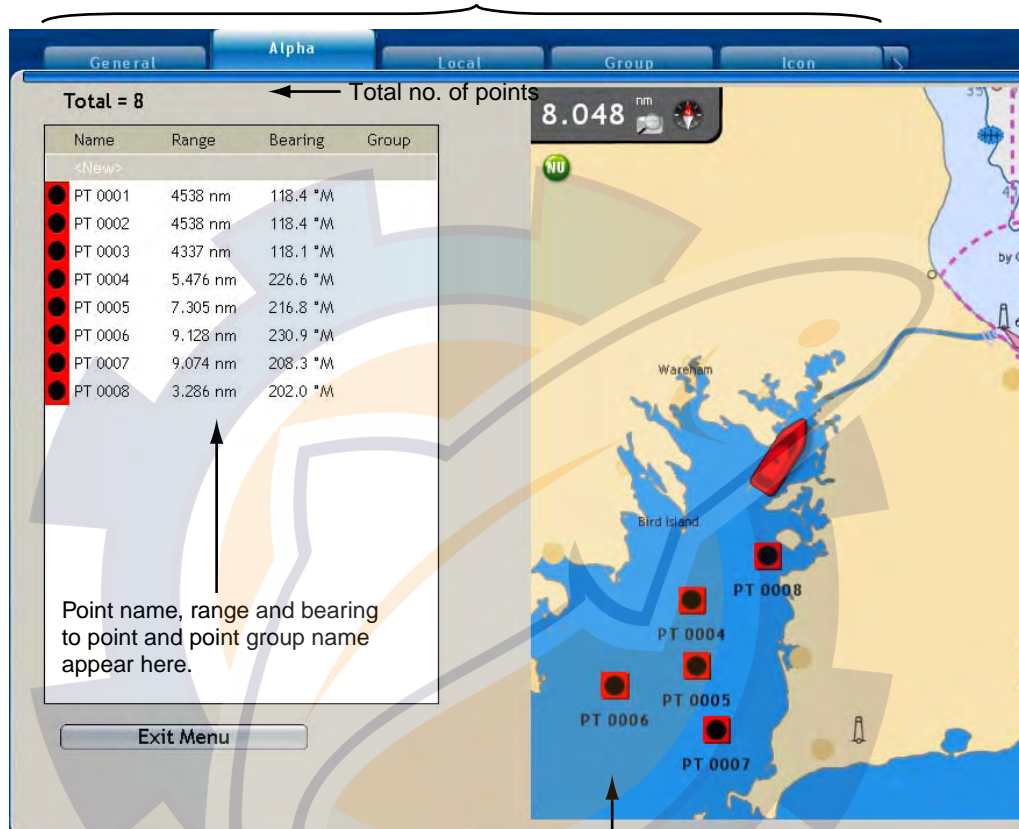 General Alpha Local Group Icon >
Total = 8
Total no. of points
8.048 nm
Name Range Bearing Group
<New>
PT 0001 4538 nm 118.4 °M
PT 0002 4538 nm 118.4 °M
PT 0003 4337 nm 118.1 °M
PT 0004 5.476 nm 226.6 °M
PT 0005 7.305 nm 216.8 °M
PT 0006 9.128 nm 230.9 °M
PT 0007 9.074 nm 208.3 °M
PT 0008 3.286 nm 202.0 °M
Point name, range and bearing
to point and point group name
appear here.
Exit Menu
NU
35
by
Wareham
Bird Island
PT 0008
PT 0004
PT 0005
PT 0006
PT 0007